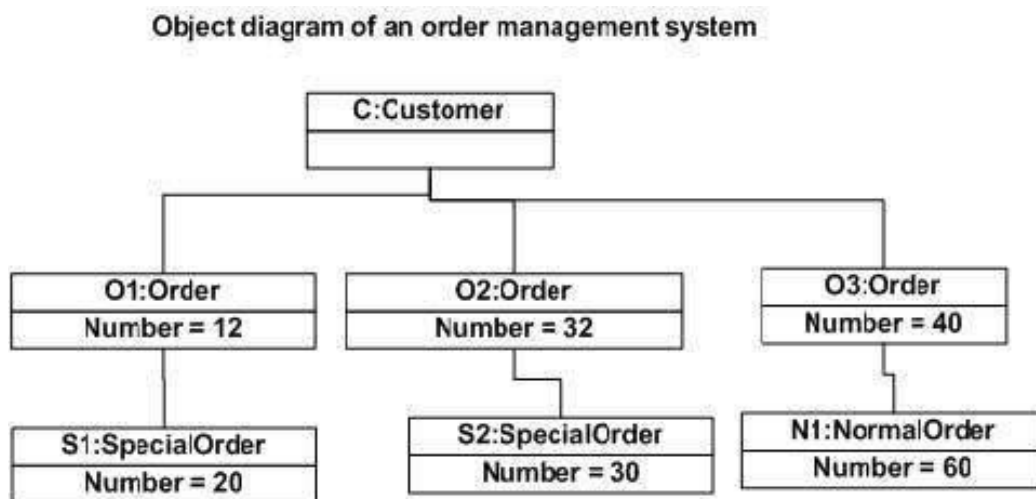 Object diagram of an order management system
C:Customer
O1:Order
Number = 12
O2:Order
Number = 32
O3:Order
Number = 40
S1:SpecialOrder
Number = 20
S2:SpecialOrder
Number = 30
N1:NormalOrder
Number = 60